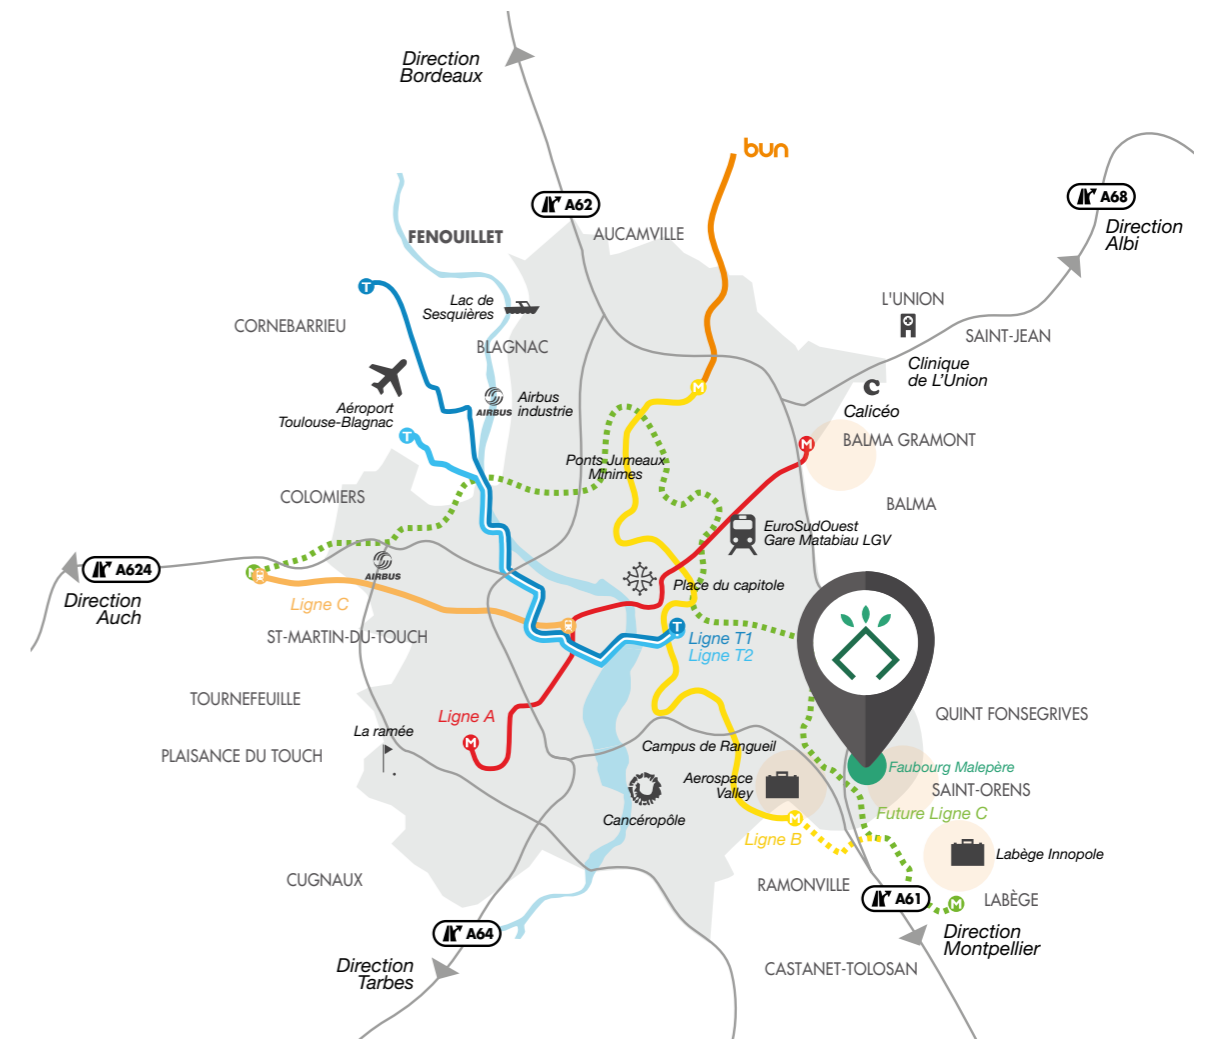 Direction
Bordeaux
bun
A62
A68
Direction
Albi
FENOUILLET
AUCAMVILLE
T
Lac de
Sesquières
L'UNION
CORNEBARRIEU
BLAGNAC
SAINT-JEAN
Clinique
de L'Union
M
C
Calicéo
Airbus
industrie
AIRBUS
Aéroport
Toulouse-Blagnac
T
M
BALMA GRAMONT
Ponts Jumeaux
Minimes
COLOMIERS
BALMA
EuroSudOuest
Gare Matabiau LGV
A624
AIRBUS
Direction
Auch
M
Ligne C
Place du capitole
ST-MARTIN-DU-TOUCH
T
Ligne T1
Ligne T2
TOURNEFEUILLE
Ligne A
La ramée
M
QUINT FONSEGRIVES
PLAISANCE DU TOUCH
Campus de Rangueil
Aerospace
Valley
Faubourg Malepère
SAINT-ORENS
Cancéropôle
M
Ligne B
Future Ligne C
Labège Innopole
CUGNAUX
RAMONVILLE
A61
M
LABÈGE
A64
Direction
Montpellier
Direction
Tarbes
CASTANET-TOLOSAN